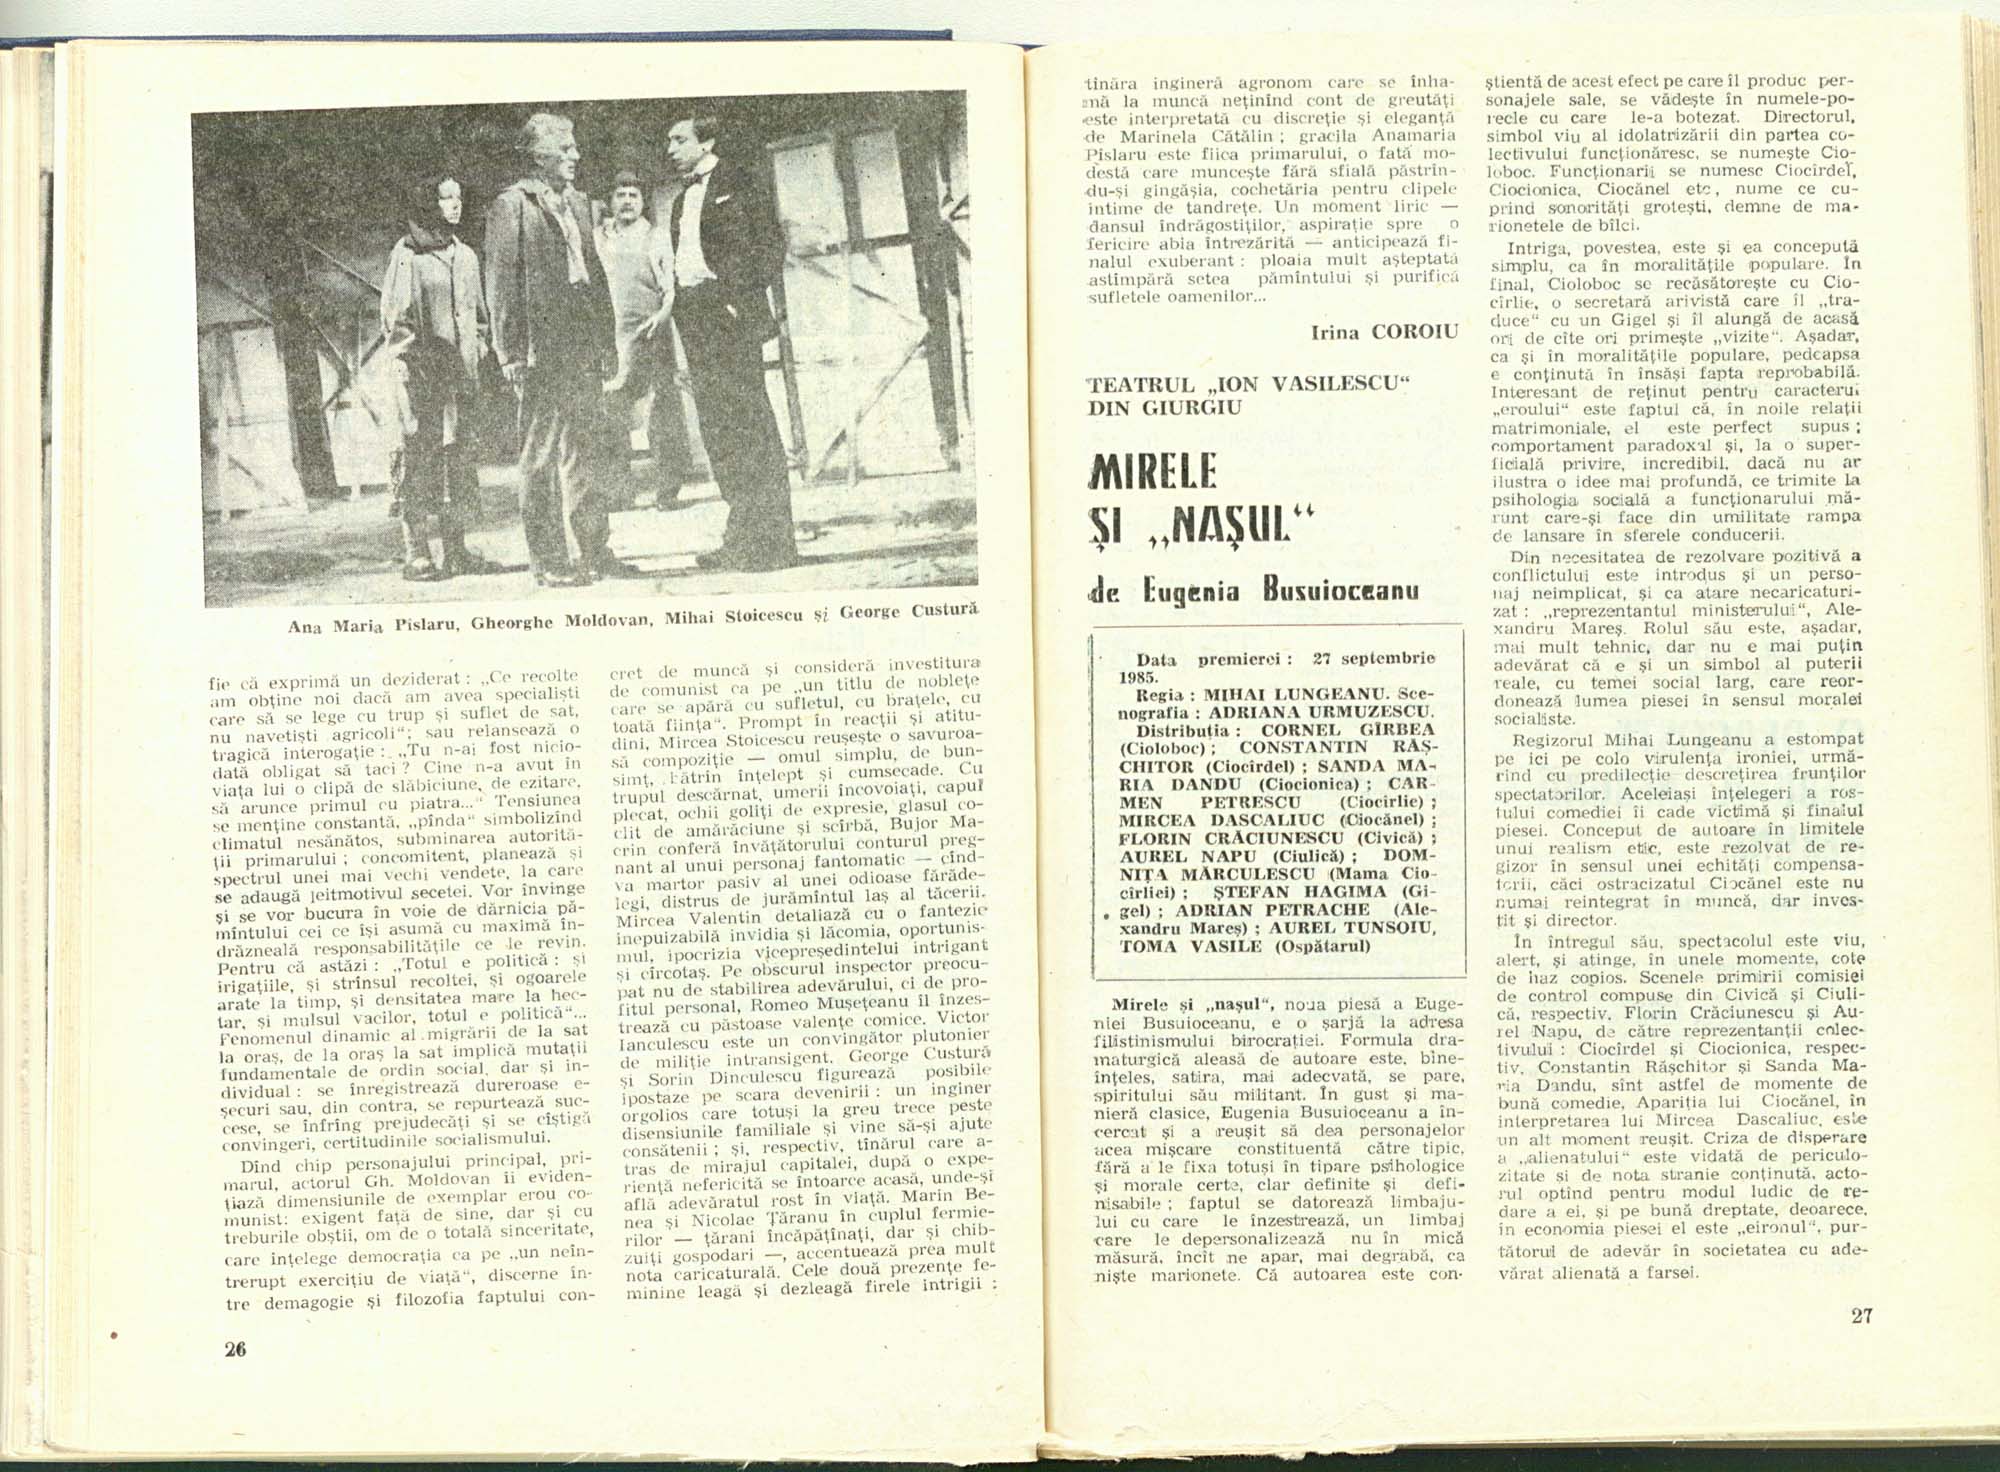 Ana Maria Pîslaru, Gheorghe Moldovan, Mihai Stoicescu și George Custură
fie că exprimă un deziderat : „Ce recolte
am obține noi dacă am avea specialiști
care să se lege cu trup și suflet de sat,
nu navetiști agricoli“; sau relansează o
tragică interogație : „Tu n-ai fost nicio-
dată obligat să taci ? Cine n-a avut în
viața lui o clipă de slăbiciune, de ezitare,
să arunce primul cu piatra...“ Tensiunea
se menține constantă, „pînda“ simbolizînd
climatul nesănătos, subminarea autorită-
ții primarului ; concomitent, planează și
spectrul unei mai vechi vendete, la care
se adaugă leitmotivul secetei. Vor învinge
și se vor bucura în voie de dărnicia pă-
mîntului cei ce își asumă cu maximă în-
drăzneală responsabilitățile ce le revin.
Pentru că astăzi : „Totul e politică : și
irigațiile, și strînsul recoltei, și ogoarele
arate la timp, și densitatea mare la hec-
tar, și mulsul vacilor, totul e politică“...
Fenomenul dinamic al migrării de la sat
la oraș, de la oraș la sat implică mutații
fundamentale de ordin social, dar și in-
dividual : se înregistrează dureroase e-
șecuri sau, din contra, se repurtează suc-
cese, se înfrîng prejudecăți și se cîștigă
convingeri, certitudinile socialismului.
Dînd chip personajului principal, pri-
marul, actorul Gh. Moldovan îi eviden-
țiază dimensiunile de exemplar erou co-
munist: exigent față de sine, dar și cu
treburile obștii, om de o totală sinceritate,
care înțelege democrația ca pe „un neîn-
trerupt exercițiu de viață“, discerne în-
tre demagogie și filozofia faptului con-
cret de muncă și consideră investitura
de comunist ca pe „un titlu de noblețe
care se apără cu sufletul, cu brațele, cu
toată ființa“. Prompt în reacții și atitu-
dini, Mircea Stoicescu reușește o savuroa-
să compoziție — omul simplu, de bun-
simț, bătrin înțelept și cumsecade. Cu
trupul descărnat, umerii încovoiați, capul
plecat, ochii goliți de expresie, glasul co-
clit de amărăciune și scîrbă, Bujor Ma-
crin conferă învățătorului conturul preg-
nant al unui personaj fantomatic — cînd-
va martor pasiv al unei odioase fărăde-
legi, distrus de jurămîntul laș al tăcerii.
Mircea Valentin detaliază cu o fantezie
inepuizabilă invidia și lăcomia, oportunis-
mul, ipocrizia vicepreședintelui intrigant
și cîrcotaș. Pe obscurul inspector preocu-
pat nu de stabilirea adevărului, ci de pro-
fitul personal, Romeo Mușețeanu îl înzes-
trează cu păstoase valențe comice. Victor
Ianculescu este un convingător plutonier
de miliție intransigent. George Custură
și Sorin Dinculescu figurează posibile
ipostaze pe scara devenirii : un inginer
orgolios care totuși la greu trece peste
disensiunile familiale și vine să-și ajute
consătenii ; și, respectiv, tînărul care a-
tras de mirajul capitalei, după o expe-
riență nefericită se întoarce acasă, unde-și
află adevăratul rost în viață. Marin Be-
nea și Nicolae Țăranu în cuplul fermie-
rilor — țărani încăpățînați, dar și chib-
zuiți gospodari —, accentuează prea mult
nota caricaturală. Cele două prezențe fe-
minine leagă și dezleagă firele intrigii :
26
tînăra ingineră agronom care se înha-
mă la muncă neținînd cont de greutăți
este interpretată cu discreție și eleganță
de Marinela Cătălin ; gracila Anamaria
Pîslaru este fiica primarului, o fată mo-
destă care muncește fără sfială păstrîn-
du-și gingășia, cochetăria pentru clipele
intime de tandrețe. Un moment liric —
dansul îndrăgostiților, aspirație spre o
fericire abia întrezărită — anticipează fi-
nalul exuberant : ploaia mult așteptată
astîmpără setea pămîntului și purifică
sufletele oamenilor...
Irina COROIU
TEATRUL „ION VASILESCU“
DIN GIURGIU
MIRELE
ȘI „NAȘUL“
de Eugenia Busuioceanu
Data premierei : 27 septembrie
1985.
Regia : MIHAI LUNGEANU. Sce-
nografia : ADRIANA URMUZESCU.
Distribuția : CORNEL GÎRBEA
(Cioloboc) ; CONSTANTIN RĂȘ-
CHITOR (Ciocîrdel) ; SANDA MA-
RIA DANDU (Ciocionica) ; CAR-
MEN PETRESCU (Ciocîrlie) ;
MIRCEA DASCALIUC (Ciocănel) ;
FLORIN CRĂCIUNESCU (Civică) ;
AUREL NAPU (Ciulică) ; DOM-
NIȚA MĂRCULESCU (Mama Cio-
cîrliei) ; ȘTEFAN HAGIMA (Gi-
gel) ; ADRIAN PETRACHE (Ale-
xandru Mareș) ; AUREL TUNSOIU,
TOMA VASILE (Ospătarul)
Mirele și „nașul“, noua piesă a Euge-
niei Busuioceanu, e o șarjă la adresa
filistinismului birocrației. Formula dra-
maturgică aleasă de autoare este, bine-
înțeles, satira, mai adecvată, se pare,
spiritului său militant. În gust și ma-
nieră clasice, Eugenia Busuioceanu a în-
cercat și a reușit să dea personajelor
acea mișcare constituentă către tipic,
fără a le fixa totuși în tipare psihologice
și morale certe, clar definite și defi-
nisabile ; faptul se datorează limbaju-
lui cu care le înzestrează, un limbaj
care le depersonalizează nu în mică
măsură, încît ne apar, mai degrabă, ca
niște marionete. Că autoarea este con-
știentă de acest efect pe care îl produc per-
sonajele sale, se vădește în numele-po-
recle cu care le-a botezat. Directorul,
simbol viu al idolatrizării din partea co-
lectivului funcționăresc, se numește Cio-
loboc. Funcționarii se numesc Ciocîrdel,
Ciocionica, Ciocănel etc, nume ce cu-
prind sonorități grotești, demne de ma-
rionetele de bîlci.
Intriga, povestea, este și ea concepută
simplu, ca în moralitățile populare. În
final, Cioloboc se recăsătorește cu Cio-
cîrlie, o secretară arivistă care îl „tra-
duce“ cu un Gigel și îl alungă de acasă
ori de cîte ori primește „vizite“. Așadar,
ca și în moralitățile populare, pedeapsa
e conținută în însăși fapta reprobabilă.
Interesant de reținut pentru caracterul
„eroului“ este faptul că, în noile relații
matrimoniale, el este perfect supus ;
comportament paradoxal și, la o super-
ficială privire, incredibil, dacă nu ar
ilustra o idee mai profundă, ce trimite la
psihologia socială a funcționarului mă-
runt care-și face din umilitate rampa
de lansare în sferele conducerii.
Din necesitatea de rezolvare pozitivă a
conflictului este introdus și un perso-
naj neimplicat, și ca atare necaricaturi-
zat : „reprezentantul ministerului“, Ale-
xandru Mareș. Rolul său este, așadar,
mai mult tehnic, dar nu e mai puțin
adevărat că e și un simbol al puterii
reale, cu temei social larg, care reor-
donează lumea piesei în sensul moralei
socialiste.
Regizorul Mihai Lungeanu a estompat
pe ici pe colo virulența ironiei, urmă-
rind cu predilecție descrețirea frunților
spectatorilor. Aceleiași înțelegeri a ros-
tului comediei îi cade victimă și finalul
piesei. Conceput de autoare în limitele
unui realism etic, este rezolvat de re-
gizor în sensul unei echități compensa-
torii, căci ostracizatul Ciocănel este nu
numai reintegrat în muncă, dar inves-
tit și director.
În întregul său, spectacolul este viu,
alert, și atinge, în unele momente, cote
de haz copios. Scenele primirii comisiei
de control compuse din Civică și Ciuli-
că, respectiv, Florin Crăciunescu și Au-
rel Napu, de către reprezentanții colec-
tivului : Ciocîrdel și Ciocionica, respec-
tiv, Constantin Rășchitor și Sanda Ma-
ria Dandu, sînt astfel de momente de
bună comedie, Apariția lui Ciocănel, în
interpretarea lui Mircea Dascaliuc, este
un alt moment reușit. Criza de disperare
a „alienatului“ este vidată de periculo-
zitate și de nota stranie conținută, acto-
rul optînd pentru modul ludic de re-
dare a ei, și pe bună dreptate, deoarece,
în economia piesei el este „eironul“, pur-
tătorul de adevăr în societatea cu ade-
vărat alienată a farsei.
27